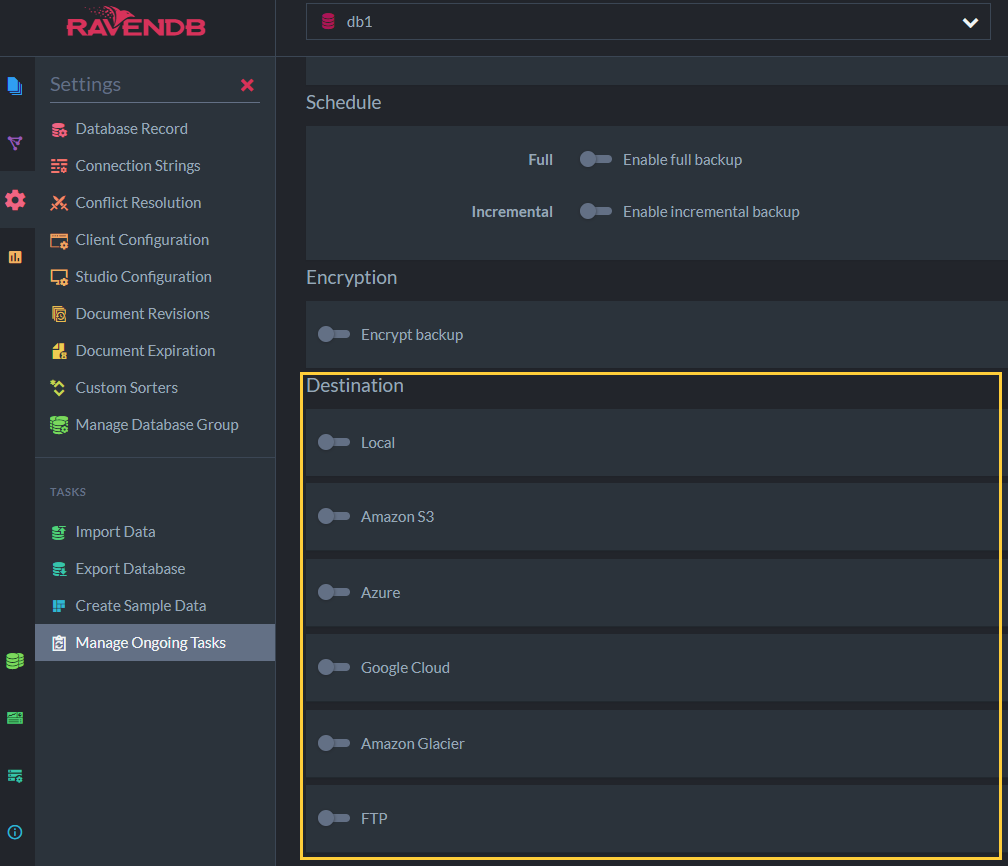 RAVENDB
db1
Settings
Database Record
Connection Strings
Conflict Resolution
Client Configuration
Studio Configuration
Document Revisions
Document Expiration
Custom Sorters
Manage Database Group
TASKS
Import Data
Export Database
Create Sample Data
Manage Ongoing Tasks
Schedule
Full Enable full backup
Incremental Enable incremental backup
Encryption
Encrypt backup
Destination
Local
Amazon S3
Azure
Google Cloud
Amazon Glacier
FTP